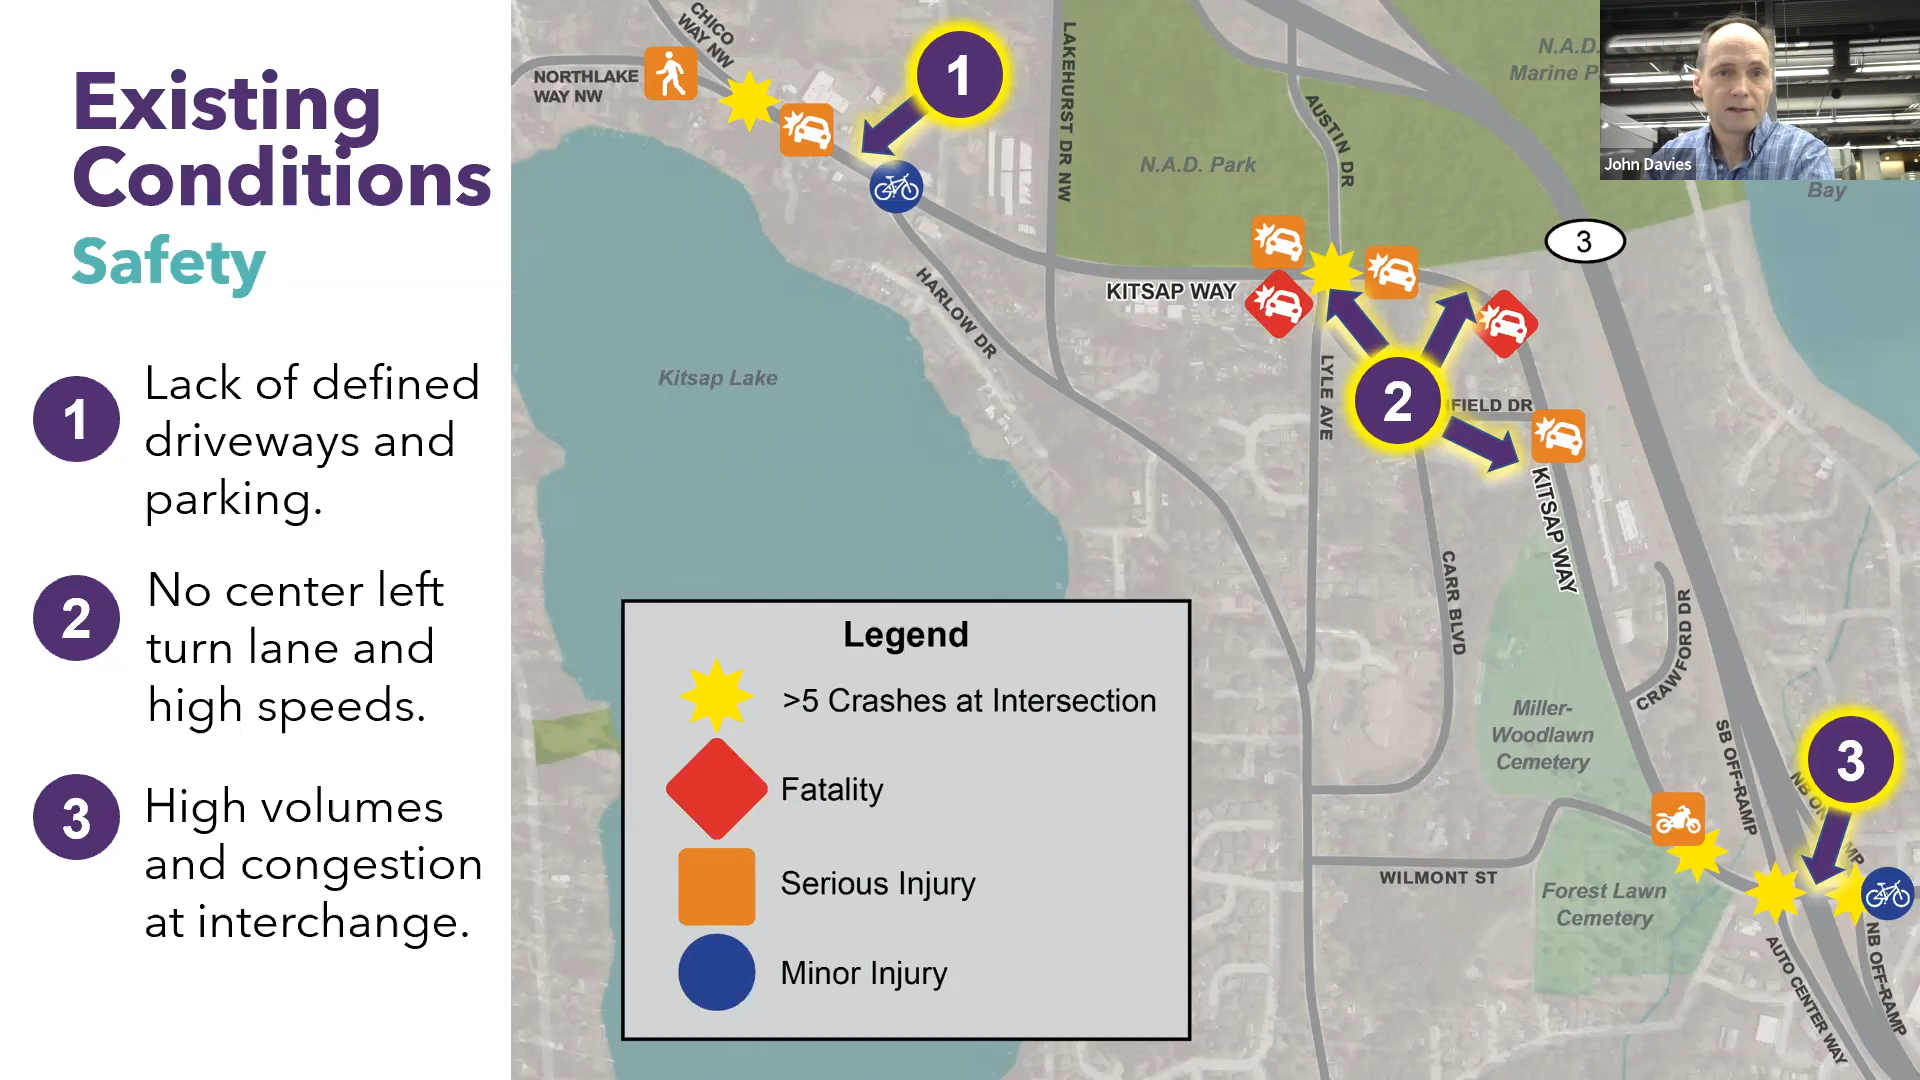 Existing
Conditions
Safety
1
Lack of defined
driveways and
parking.
2
No center left
turn lane and
high speeds.
3
High volumes
and congestion
at interchange.
CHICO
WAY NW
NORTHLAKE
WAY NW
1
LAKEHURST DR NW
N.A.D. Park
AUSTIN DR
N.A.D.
Marine P
John Davies
Bay
3
KITSAP WAY
HARLOW DR
Kitsap Lake
LYLE AVE
2
IFIELD DR
KITSAP WAY
CARR BLVD
CRAWFORD DR
Miller-
Woodlawn
Cemetery
SB OFF-RAMP
3
NB ON
MP
WILMONT ST
Forest Lawn
Cemetery
AUTO CENTER WAY
NB OFF-RAMP
Legend
>5 Crashes at Intersection
Fatality
Serious Injury
Minor Injury